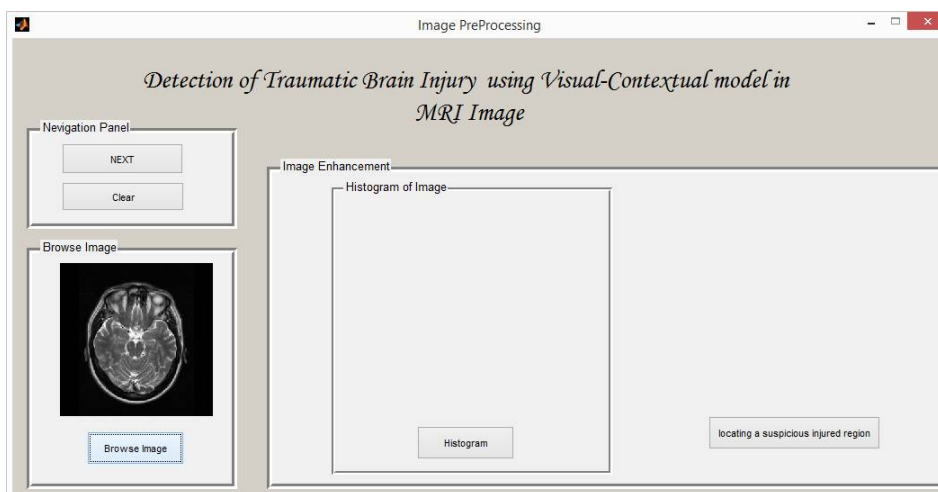 Image PreProcessing
Detection of Traumatic Brain Injury using Visual-Contextual model in
MRI Image
Nevigation Panel
NEXT
Clear
Browse Image
Browse Image
Image Enhancement
Histogram of Image
Histogram
locating a suspicious injured region